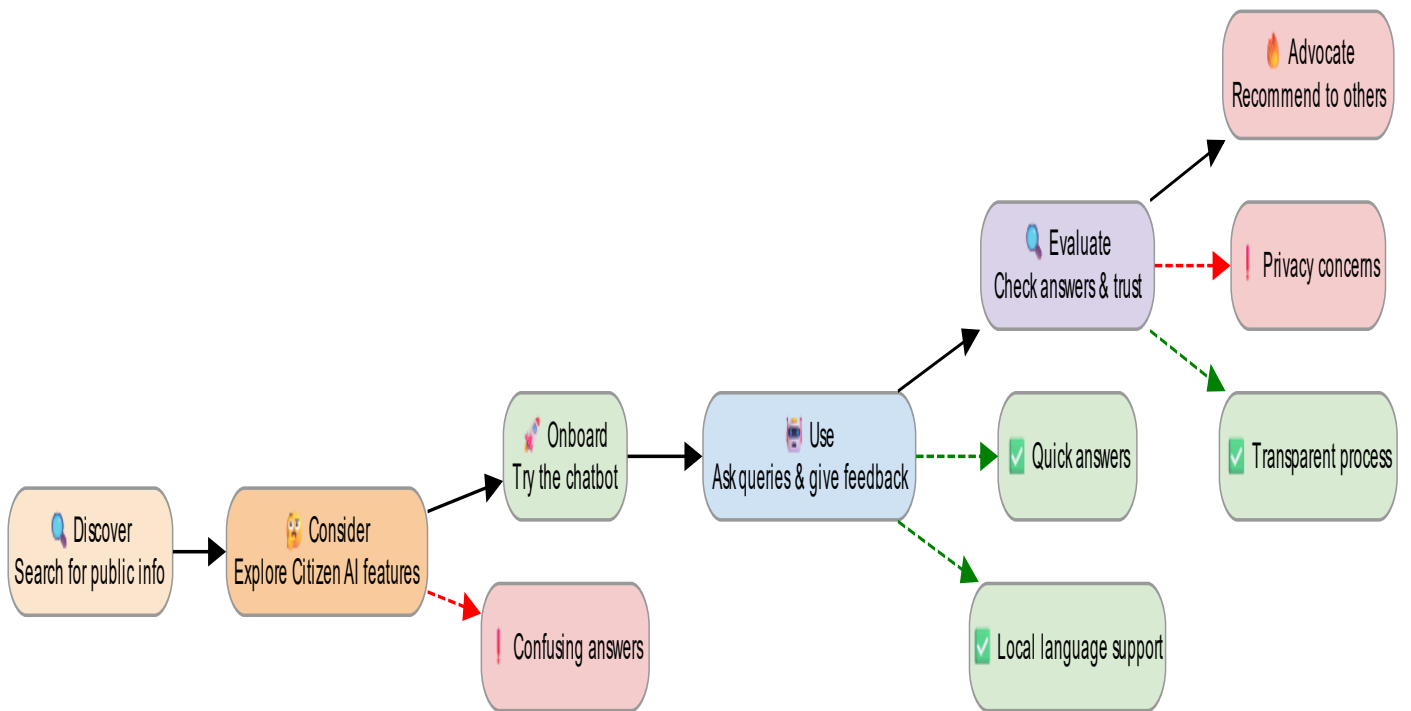 🔍 Discover
Search for public info
🤔 Consider
Explore Citizen AI features
🚀 Onboard
Try the chatbot
❗ Confusing answers
🤖 Use
Ask queries & give feedback
🔍 Evaluate
Check answers & trust
✅ Quick answers
✅ Local language support
🔥 Advocate
Recommend to others
❗ Privacy concerns
✅ Transparent process